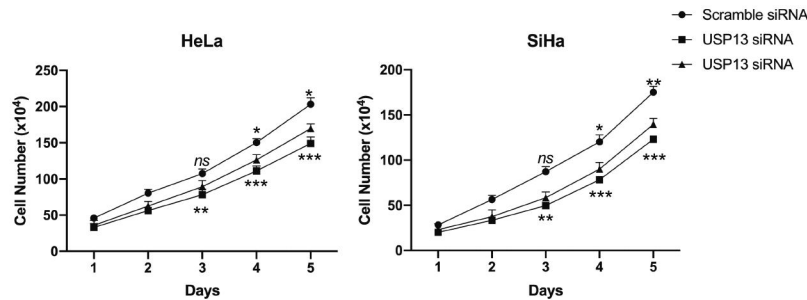 HeLa
Cell Number (x10⁴)
250
200
150
100
50
0
ns
*
*
**
***
***
1 2 3 4 5
Days
SiHa
Cell Number (x10⁴)
200
150
100
50
0
ns
*
**
**
***
***
1 2 3 4 5
Days
Scramble siRNA
USP13 siRNA
USP13 siRNA